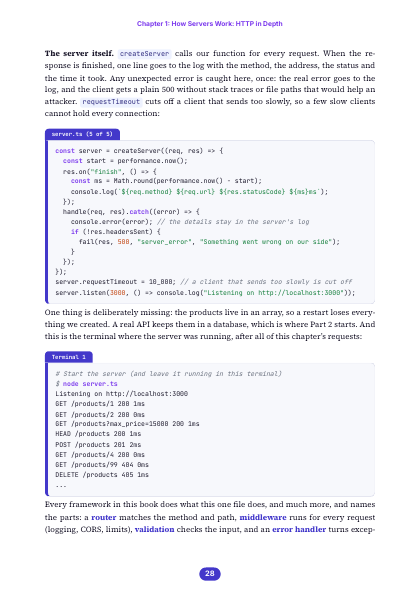 Chapter 1: How Servers Work: HTTP in Depth
The server itself. createServer calls our function for every request. When the re-
sponse is finished, one line goes to the log with the method, the address, the status and
the time it took. Any unexpected error is caught here, once: the real error goes to the
log, and the client gets a plain 500 without stack traces or file paths that would help an
attacker. requestTimeout cuts off a client that sends too slowly, so a few slow clients
cannot hold every connection:
server.ts (5 of 5)
const server = createServer((req, res) => {
  const start = performance.now();
  res.on("finish", () => {
    const ms = Math.round(performance.now() - start);
    console.log(`${req.method} ${req.url} ${res.statusCode} ${ms}ms`);
  });
  handle(req, res).catch((error) => {
    console.error(error); // the details stay in the server's log
    if (!res.headersSent) {
      fail(res, 500, "server_error", "Something went wrong on our side");
    }
  });
});
server.requestTimeout = 10_000; // a client that sends too slowly is cut off
server.listen(3000, () => console.log("Listening on http://localhost:3000"));
One thing is deliberately missing: the products live in an array, so a restart loses every-
thing we created. A real API keeps them in a database, which is where Part 2 starts. And
this is the terminal where the server was running, after all of this chapter's requests:
Terminal 1
# Start the server (and leave it running in this terminal)
$ node server.ts
Listening on http://localhost:3000
GET /products/1 200 1ms
GET /products/2 200 0ms
GET /products?max_price=15000 200 1ms
HEAD /products 200 1ms
POST /products 201 2ms
GET /products/4 200 0ms
GET /products/99 404 0ms
DELETE /products 405 1ms
...
Every framework in this book does what this one file does, and much more, and names
the parts: a router matches the method and path, middleware runs for every request
(logging, CORS, limits), validation checks the input, and an error handler turns excep-
28